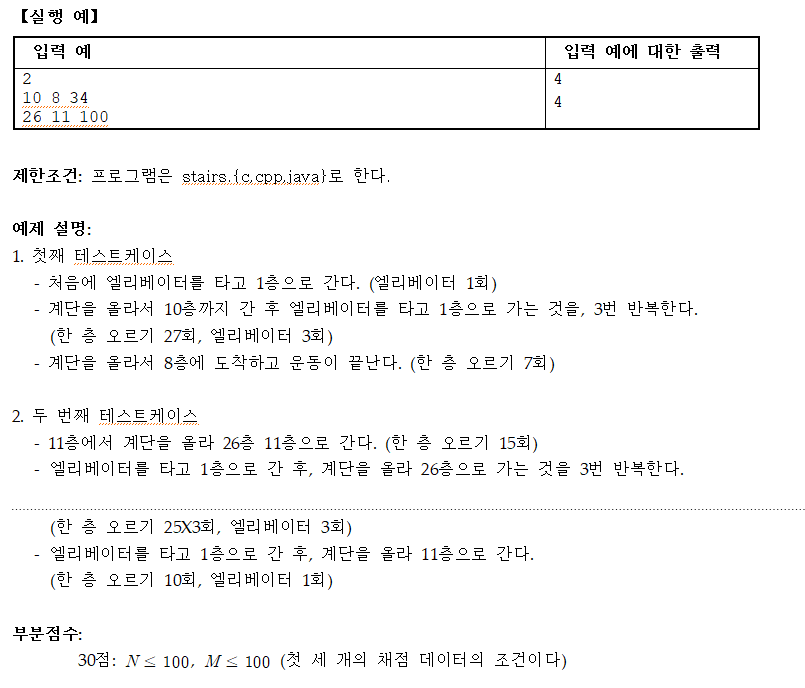 【실행 예】
입력 예 입력 예에 대한 출력
2 4
10 8 34 4
26 11 100
제한조건: 프로그램은 stairs.{c,cpp,java}로 한다.
예제 설명:
1. 첫째 테스트케이스
- 처음에 엘리베이터를 타고 1층으로 간다. (엘리베이터 1회)
- 계단을 올라서 10층까지 간 후 엘리베이터를 타고 1층으로 가는 것을, 3번 반복한다.
(한 층 오르기 27회, 엘리베이터 3회)
- 계단을 올라서 8층에 도착하고 운동이 끝난다. (한 층 오르기 7회)
2. 두 번째 테스트케이스
- 11층에서 계단을 올라 26층 11층으로 간다. (한 층 오르기 15회)
- 엘리베이터를 타고 1층으로 간 후, 계단을 올라 26층으로 가는 것을 3번 반복한다.
(한 층 오르기 25X3회, 엘리베이터 3회)
- 엘리베이터를 타고 1층으로 간 후, 계단을 올라 11층으로 간다.
(한 층 오르기 10회, 엘리베이터 1회)
부분점수:
30점: N ≤ 100, M ≤ 100 (첫 세 개의 채점 데이터의 조건이다)